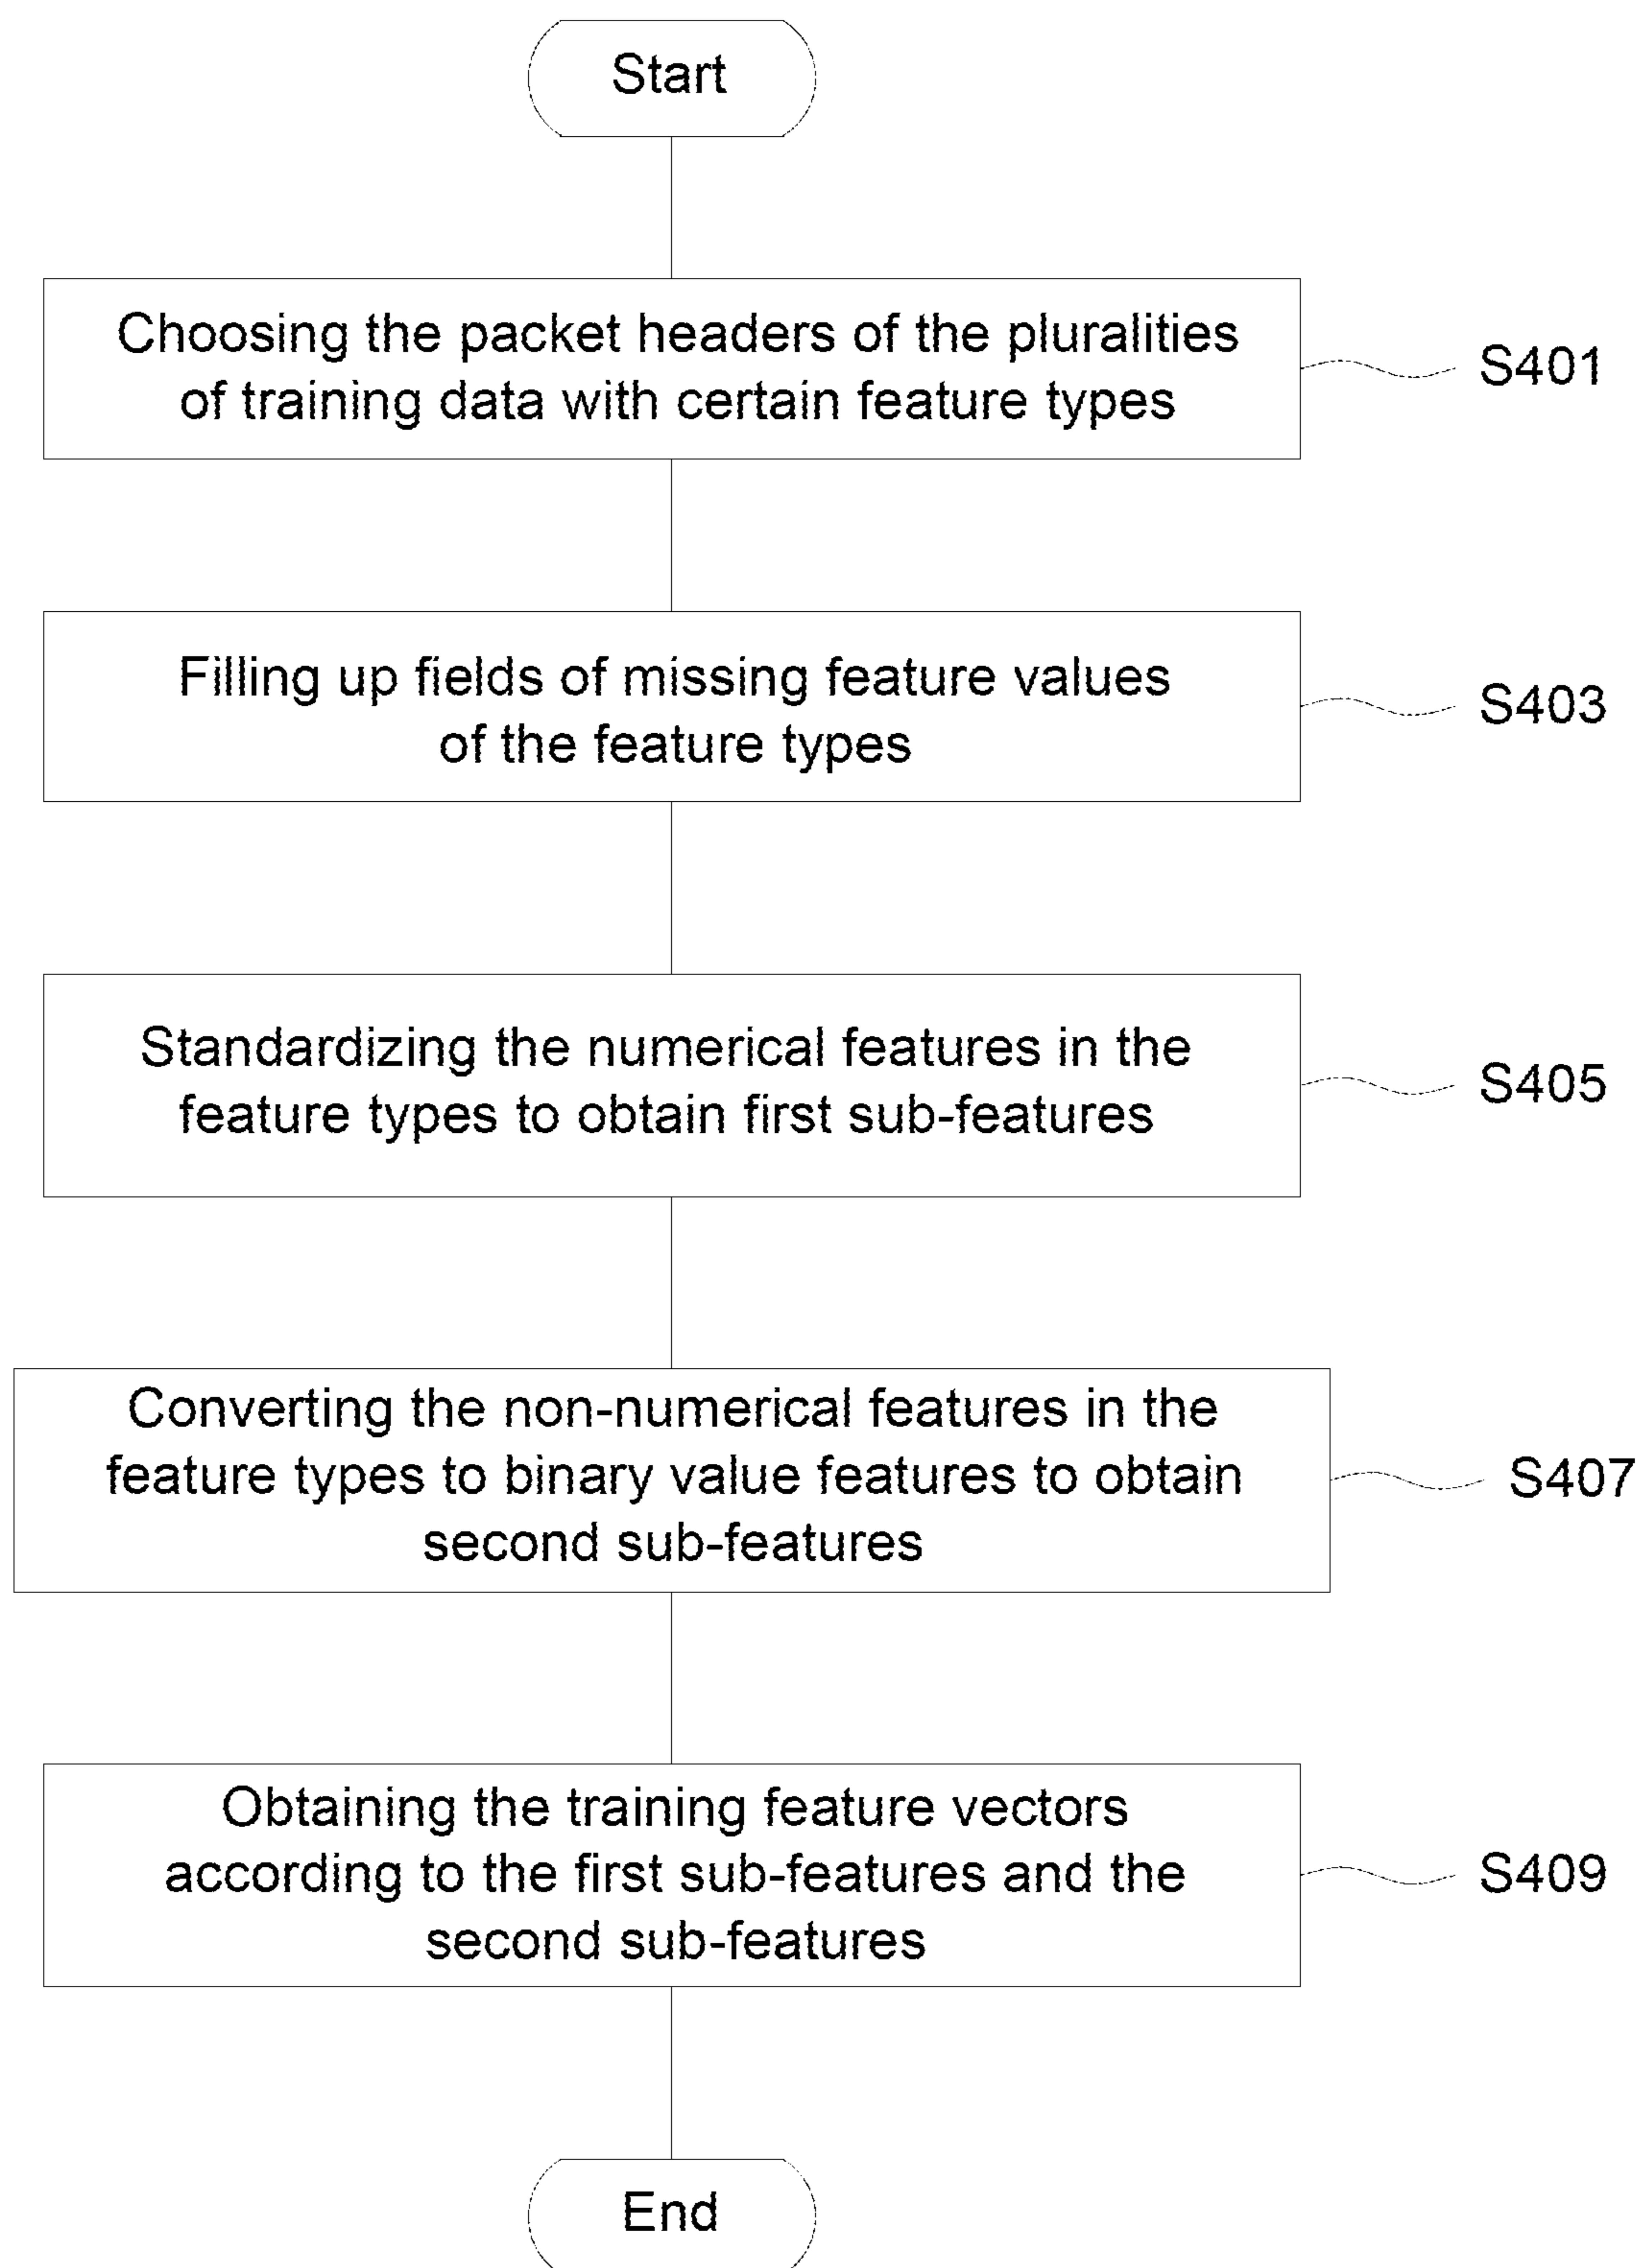 Start
Choosing the packet headers of the pluralities
of training data with certain feature types
S401
Filling up fields of missing feature values
of the feature types
S403
Standardizing the numerical features in the
feature types to obtain first sub-features
S405
Converting the non-numerical features in the
feature types to binary value features to obtain
second sub-features
S407
Obtaining the training feature vectors
according to the first sub-features and the
second sub-features
S409
End